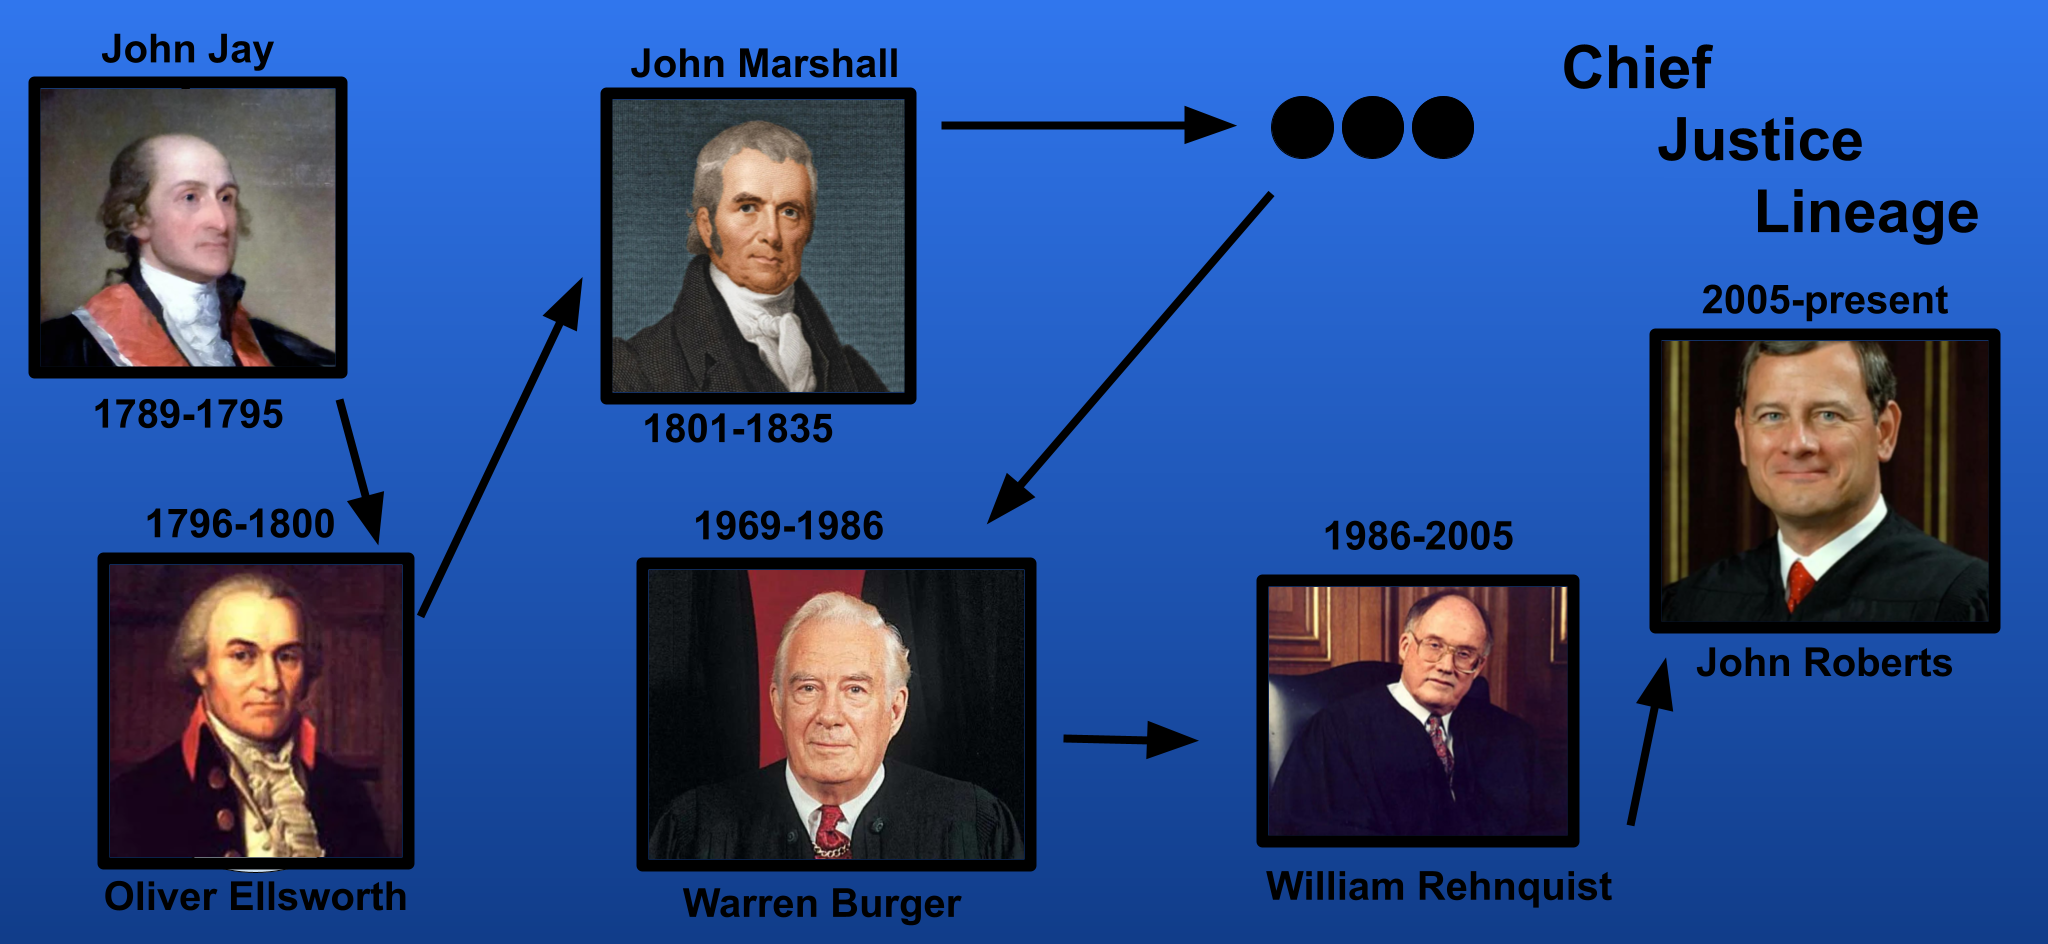 John Jay
1789-1795
1796-1800
Oliver Ellsworth
John Marshall
1801-1835
Chief
Justice
Lineage
1969-1986
Warren Burger
1986-2005
William Rehnquist
2005-present
John Roberts